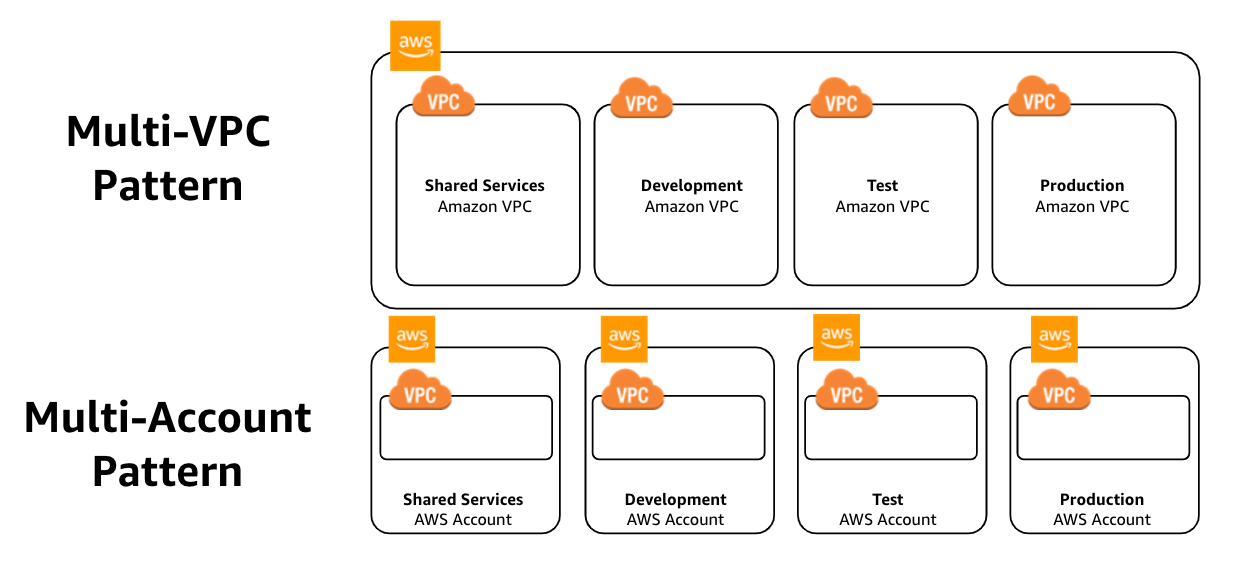 aws
Multi-VPC
Pattern
VPC
VPC
VPC
VPC
Shared Services
Amazon VPC
Development
Amazon VPC
Test
Amazon VPC
Production
Amazon VPC
aws
aws
aws
aws
Multi-Account
Pattern
VPC
VPC
VPC
VPC
Shared Services
AWS Account
Development
AWS Account
Test
AWS Account
Production
AWS Account